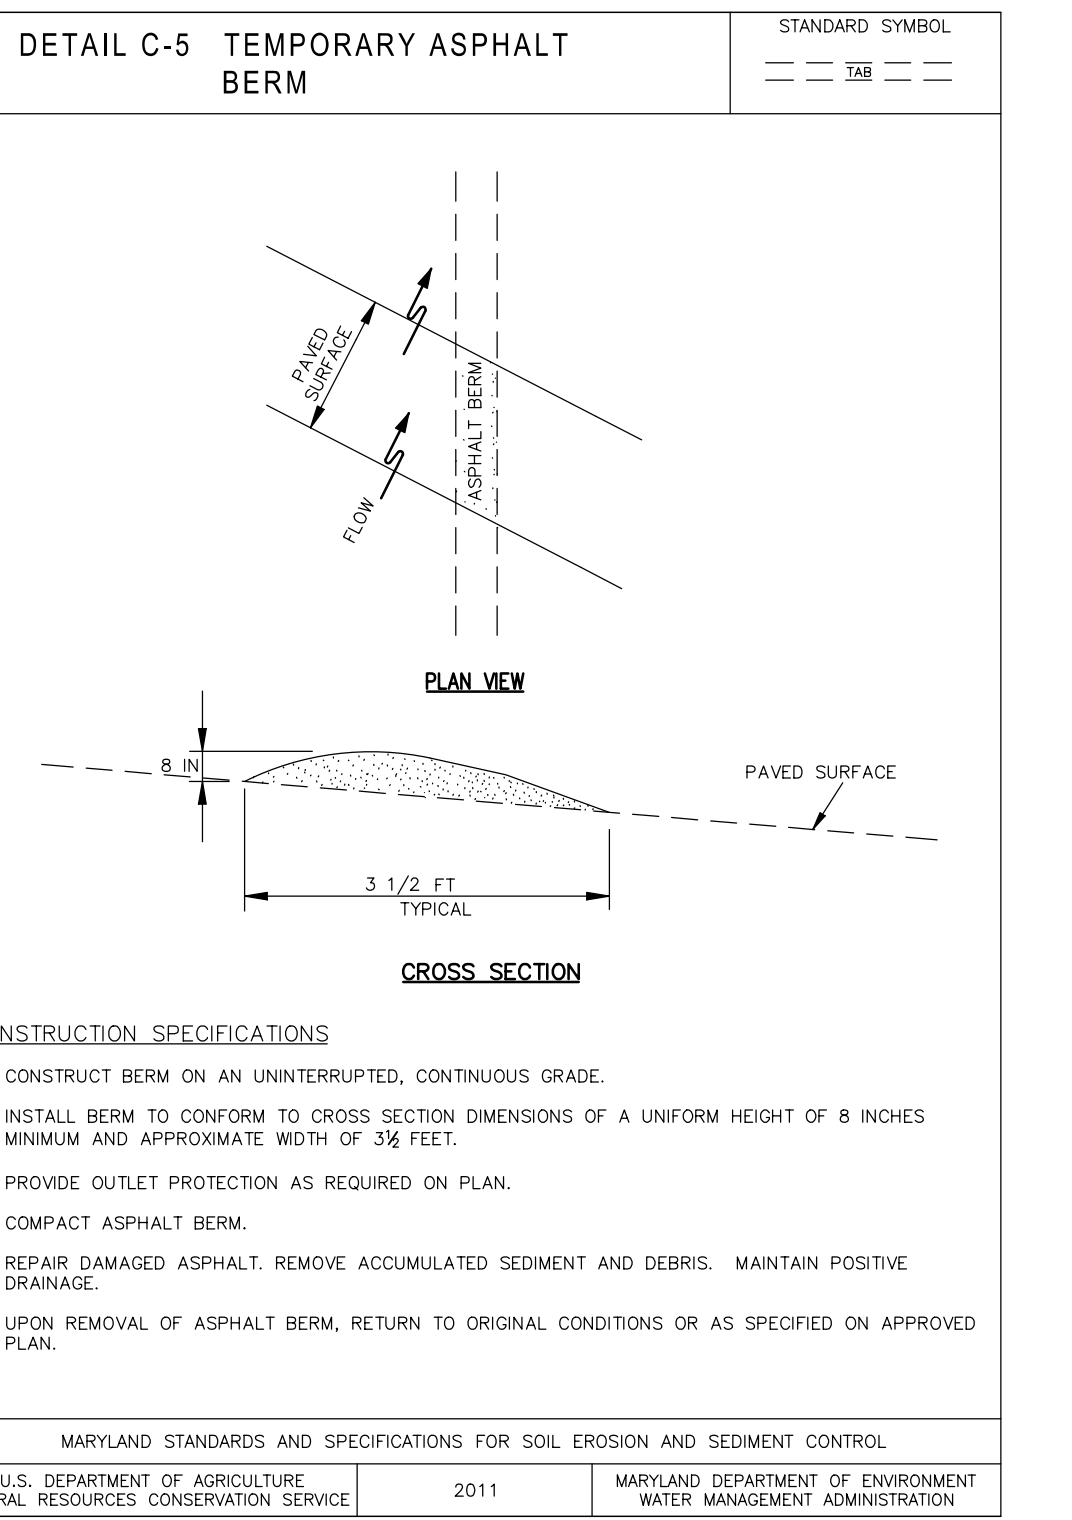 DETAIL C-5 TEMPORARY ASPHALT
BERM
STANDARD SYMBOL
TAB
PAVED
SURFACE
ASPHALT BERM
FLOW
PLAN VIEW
8 IN
PAVED SURFACE
3 1/2 FT
TYPICAL
CROSS SECTION
NSTRUCTION SPECIFICATIONS
CONSTRUCT BERM ON AN UNINTERRUPTED, CONTINUOUS GRADE.
INSTALL BERM TO CONFORM TO CROSS SECTION DIMENSIONS OF A UNIFORM HEIGHT OF 8 INCHES
MINIMUM AND APPROXIMATE WIDTH OF 3½ FEET.
PROVIDE OUTLET PROTECTION AS REQUIRED ON PLAN.
COMPACT ASPHALT BERM.
REPAIR DAMAGED ASPHALT. REMOVE ACCUMULATED SEDIMENT AND DEBRIS. MAINTAIN POSITIVE
DRAINAGE.
UPON REMOVAL OF ASPHALT BERM, RETURN TO ORIGINAL CONDITIONS OR AS SPECIFIED ON APPROVED
PLAN.
MARYLAND STANDARDS AND SPECIFICATIONS FOR SOIL EROSION AND SEDIMENT CONTROL
U.S. DEPARTMENT OF AGRICULTURE
RAL RESOURCES CONSERVATION SERVICE
2011
MARYLAND DEPARTMENT OF ENVIRONMENT
WATER MANAGEMENT ADMINISTRATION